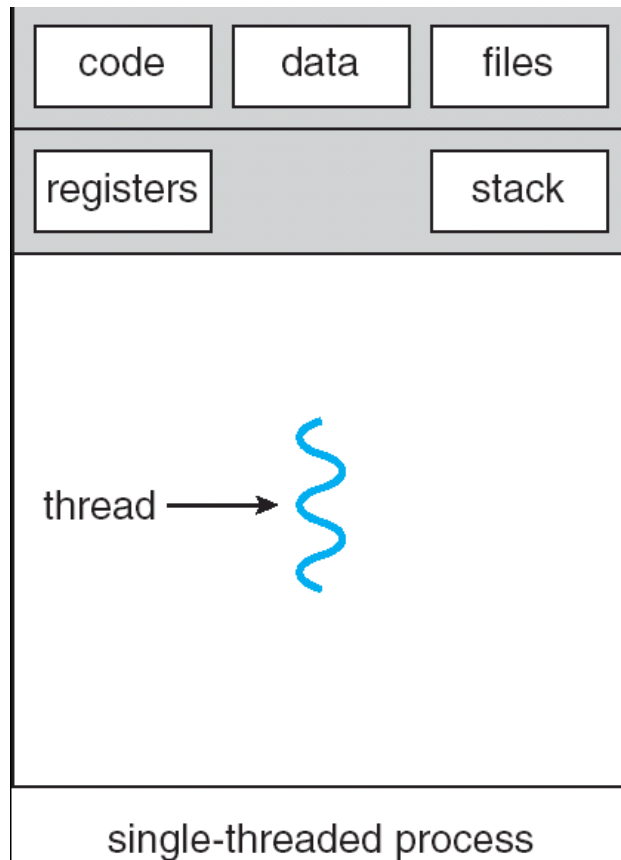 code data files
registers stack
thread
single-threaded process